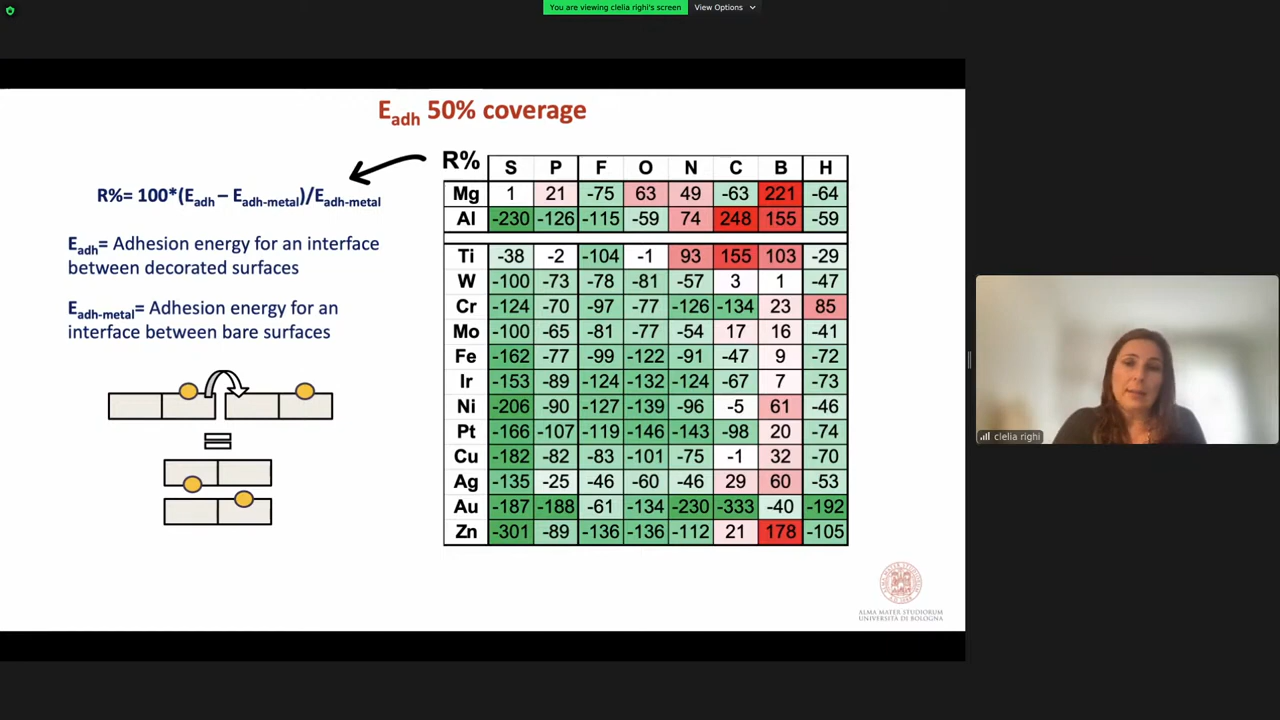 You are viewing clelia righi's screen View Options
E_adh 50% coverage
R%= 100*(E_adh – E_adh-metal)/E_adh-metal
E_adh= Adhesion energy for an interface
between decorated surfaces
E_adh-metal= Adhesion energy for an
interface between bare surfaces
R% S P F O N C B H
Mg 1 21 -75 63 49 -63 221 -64
Al -230 -126 -115 -59 74 248 155 -59
Ti -38 -2 -104 -1 93 155 103 -29
W -100 -73 -78 -81 -57 3 1 -47
Cr -124 -70 -97 -77 -126 -134 23 85
Mo -100 -65 -81 -77 -54 17 16 -41
Fe -162 -77 -99 -122 -91 -47 9 -72
Ir -153 -89 -124 -132 -124 -67 7 -73
Ni -206 -90 -127 -139 -96 -5 61 -46
Pt -166 -107 -119 -146 -143 -98 20 -74
Cu -182 -82 -83 -101 -75 -1 32 -70
Ag -135 -25 -46 -60 -46 29 60 -53
Au -187 -188 -61 -134 -230 -333 -40 -192
Zn -301 -89 -136 -136 -112 21 178 -105
ALMA MATER STUDIORUM
UNIVERSITÀ DI BOLOGNA
clelia righi